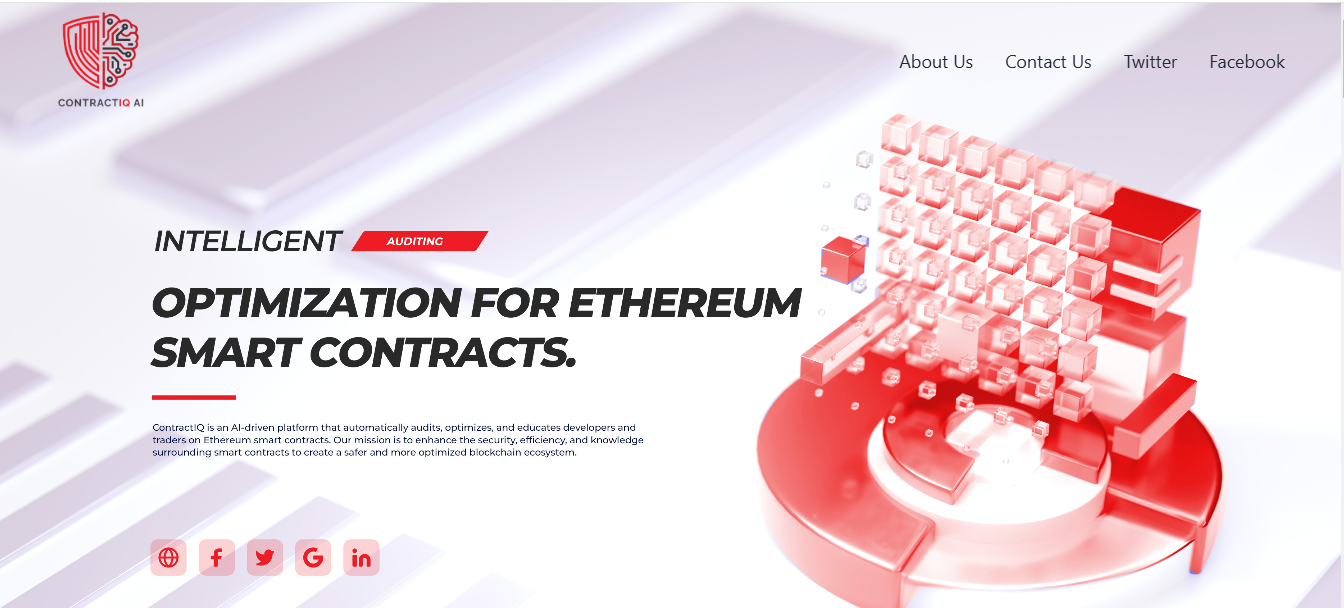 CONTRACTIQ AI
About Us Contact Us Twitter Facebook
INTELLIGENT AUDITING
OPTIMIZATION FOR ETHEREUM
SMART CONTRACTS.
ContractIQ is an AI-driven platform that automatically audits, optimizes, and educates developers and
traders on Ethereum smart contracts. Our mission is to enhance the security, efficiency, and knowledge
surrounding smart contracts to create a safer and more optimized blockchain ecosystem.